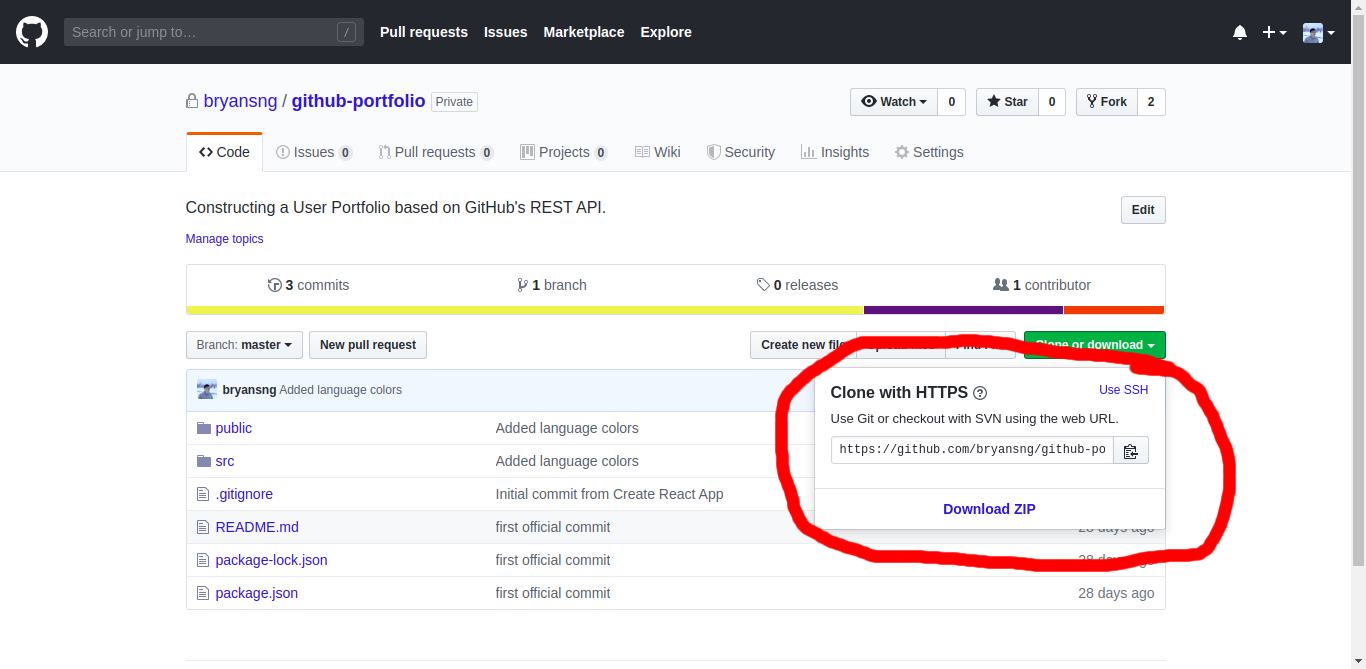 Search or jump to… /
Pull requests Issues Marketplace Explore
bryansng / github-portfolio Private
Watch 0 Star 0 Fork 2
Code Issues 0 Pull requests 0 Projects 0 Wiki Security Insights Settings
Constructing a User Portfolio based on GitHub's REST API.
Edit
Manage topics
3 commits 1 branch 0 releases 1 contributor
Branch: master New pull request Create new file Clone or download
bryansng Added language colors
Clone with HTTPS ? Use SSH
Use Git or checkout with SVN using the web URL.
https://github.com/bryansng/github-po
Download ZIP
public Added language colors
src Added language colors
.gitignore Initial commit from Create React App
README.md first official commit 28 days ago
package-lock.json first official commit 28 days ago
package.json first official commit 28 days ago